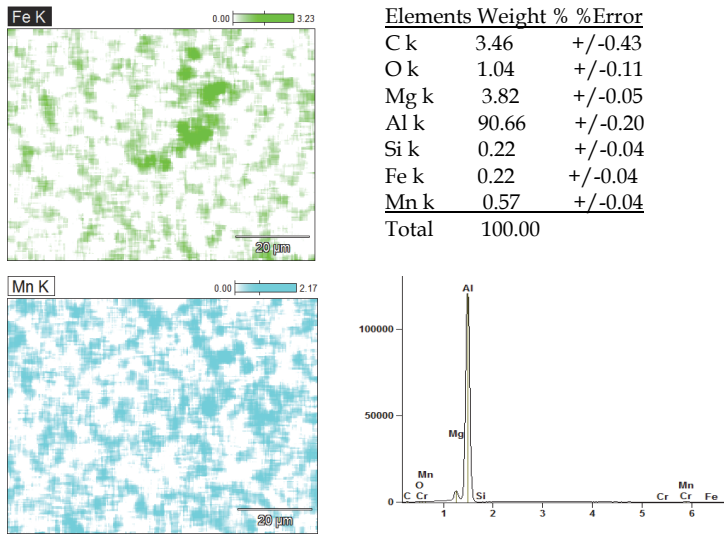 Fe K
0.00 3.23
20 µm
Elements Weight % %Error
C k 3.46 +/-0.43
O k 1.04 +/-0.11
Mg k 3.82 +/-0.05
Al k 90.66 +/-0.20
Si k 0.22 +/-0.04
Fe k 0.22 +/-0.04
Mn k 0.57 +/-0.04
Total 100.00
Mn K
0.00 2.17
20 µm
Al
100000
50000
Mg
Mn
O
C Cr
Si
Cr
Mn
Cr
Fe
0
1 2 3 4 5 6